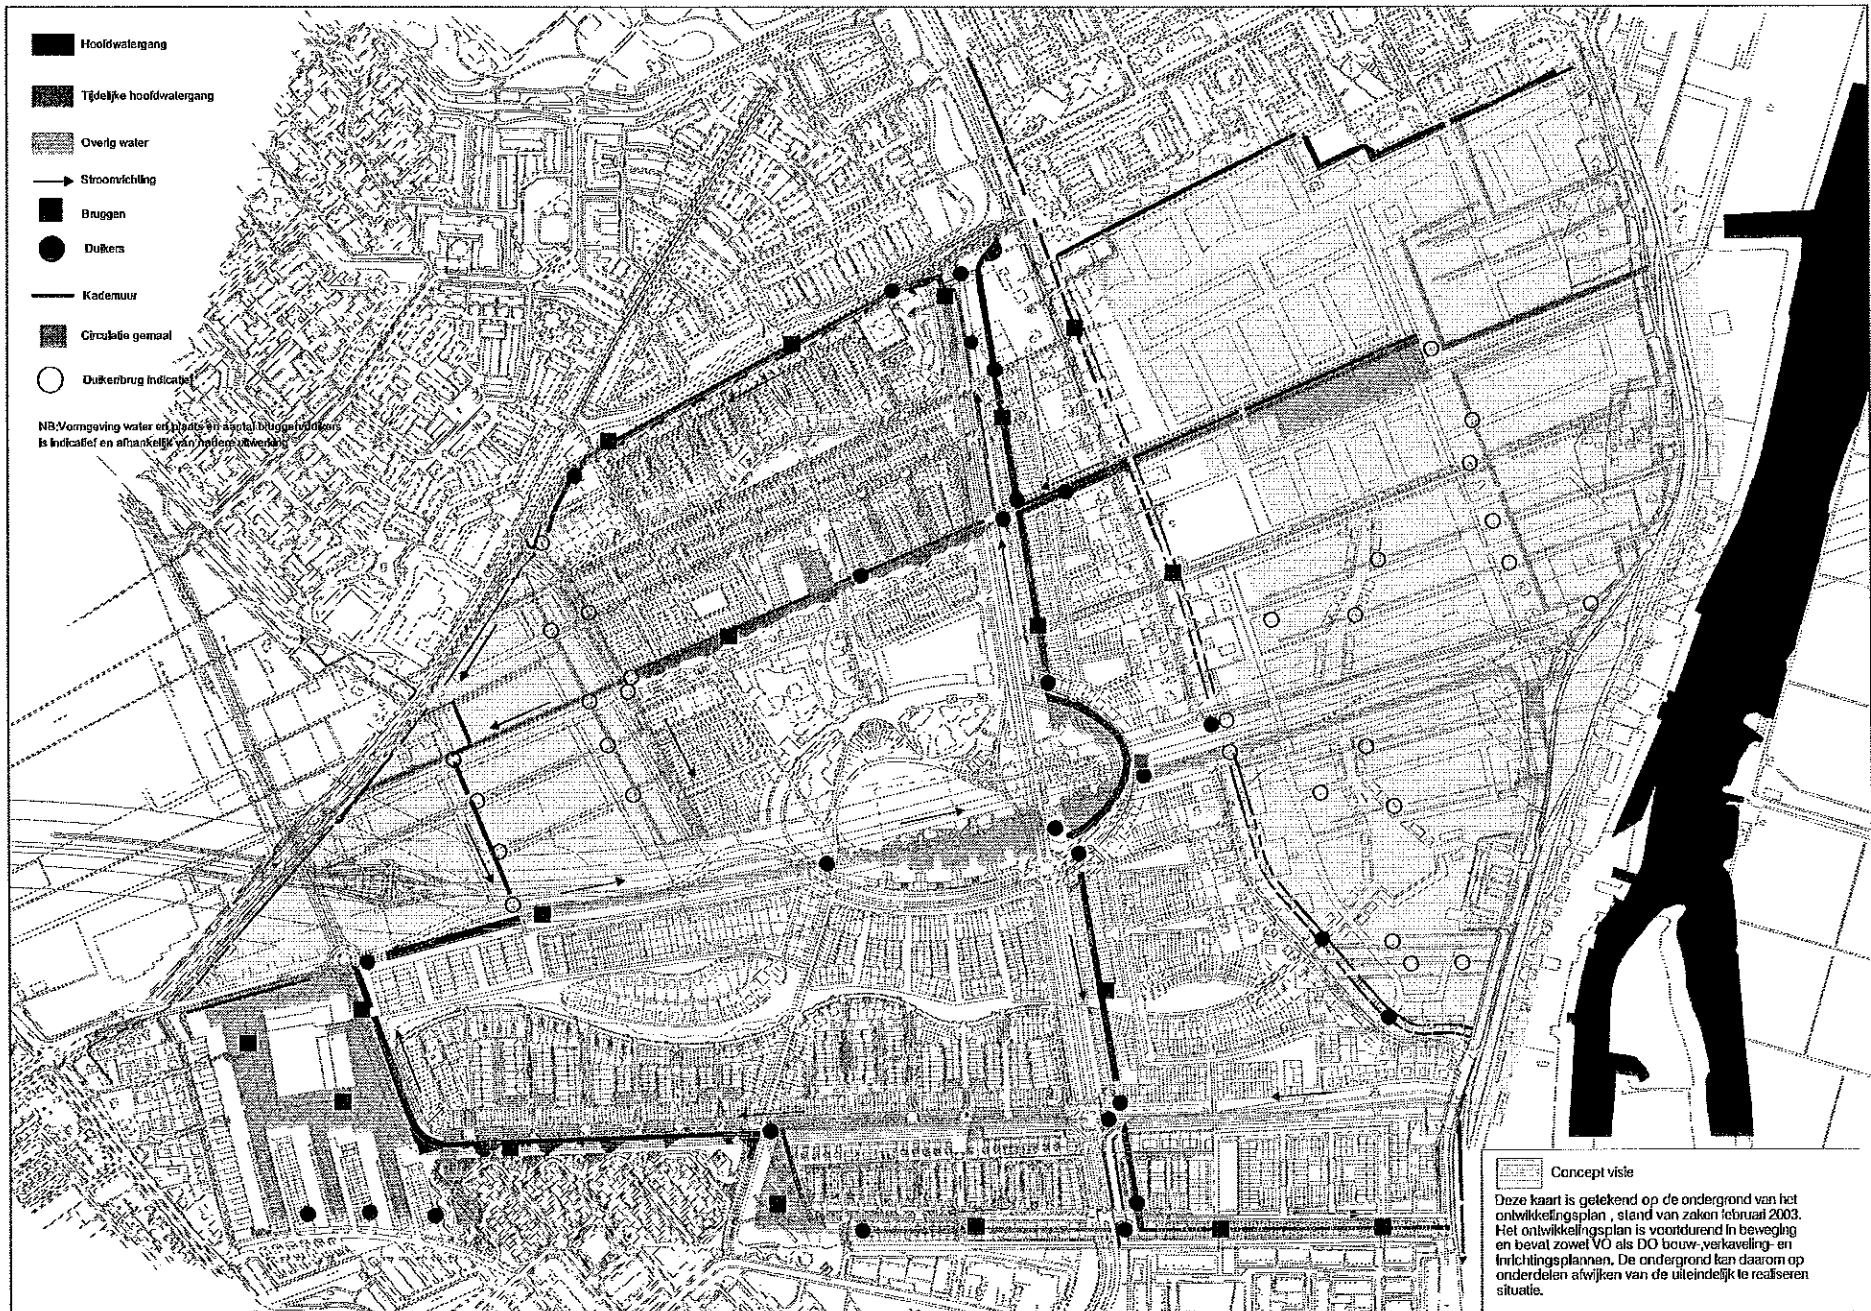 Hoofdwatergang
Tijdelijke hoofdwatergang
Overig water
Stroomrichting
Bruggen
Duikers
Kademuur
Circulatie gemaal
Duiker/brug indicatief
NB:Vormgeving water en plaats en aantal bruggen/duikers
is indicatief en afhankelijk van nadere uitwerking
Concept visie
Deze kaart is getekend op de ondergrond van het
ontwikkelingsplan , stand van zaken februari 2003.
Het ontwikkelingsplan is voortdurend in beweging
en bevat zowel VO als DO bouw-,verkaveling- en
inrichtingsplannen. De ondergrond kan daarom op
onderdelen afwijken van de uiteindelijk te realiseren
situatie.